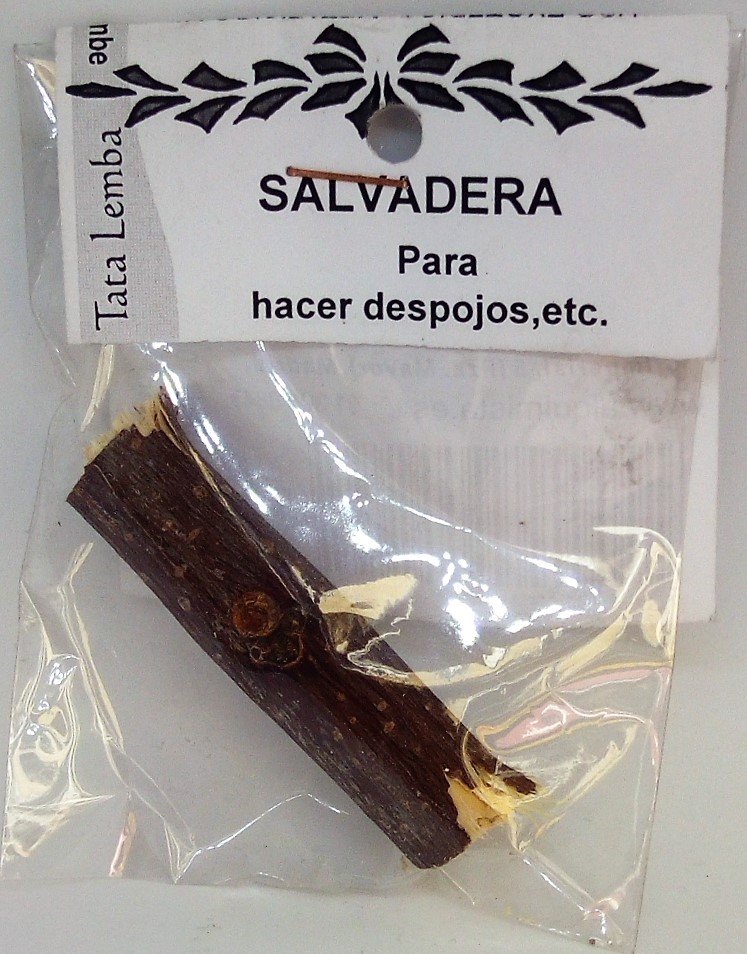 SALVADERA
Para
hacer despojos,etc.
Tata Lemba